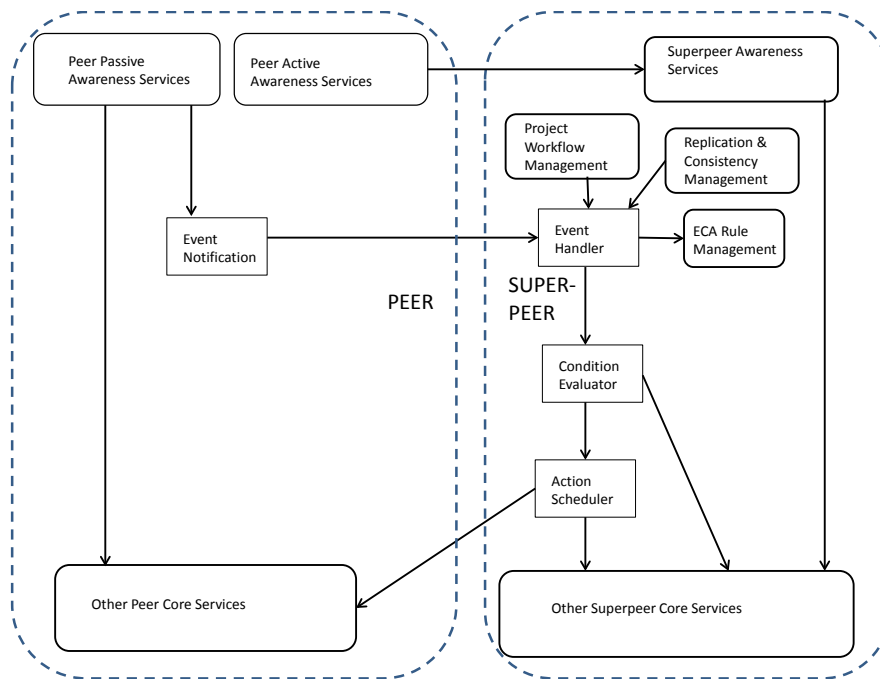 Peer Passive
Awareness Services
Peer Active
Awareness Services
Superpeer Awareness
Services
Project
Workflow
Management
Replication &
Consistency
Management
Event
Notification
Event
Handler
ECA Rule
Management
PEER
SUPER-
PEER
Condition
Evaluator
Action
Scheduler
Other Peer Core Services
Other Superpeer Core Services